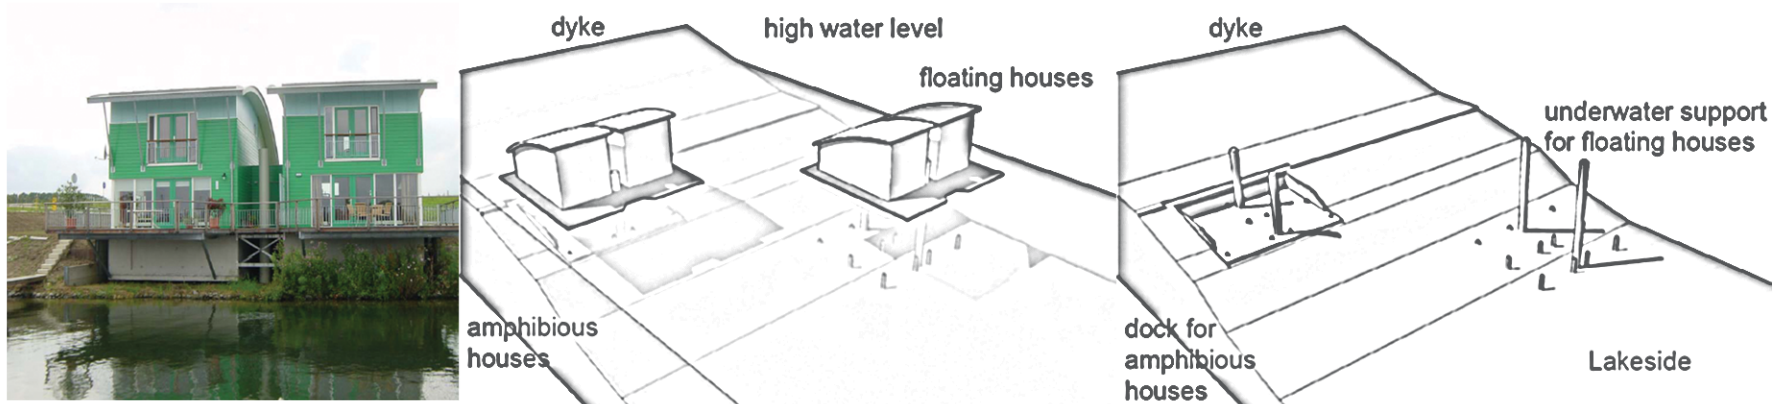 dyke
high water level
floating houses
amphibious
houses
dyke
underwater support
for floating houses
dock for
amphibious
houses
Lakeside